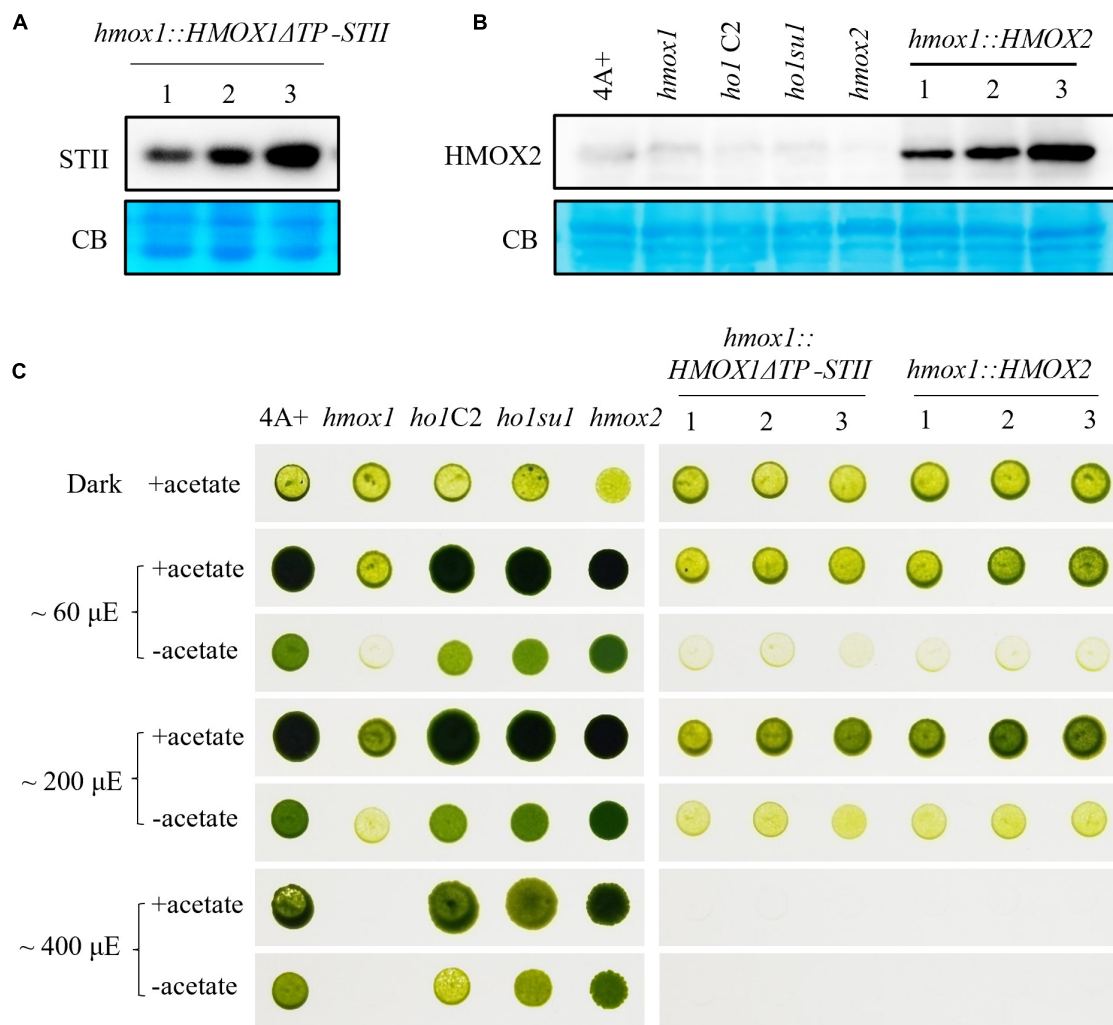 A
hmox1::HMOX1ΔTP-STII
1 2 3
STII
CB
B
4A+ hmox1 ho1 C2 ho1su1 hmox2 hmox1::HMOX2
1 2 3
HMOX2
CB
C
hmox1::
HMOX1ΔTP-STII hmox1::HMOX2
4A+ hmox1 ho1C2 ho1su1 hmox2 1 2 3 1 2 3
Dark +acetate
~ 60 µE
+acetate
-acetate
~ 200 µE
+acetate
-acetate
~ 400 µE
+acetate
-acetate